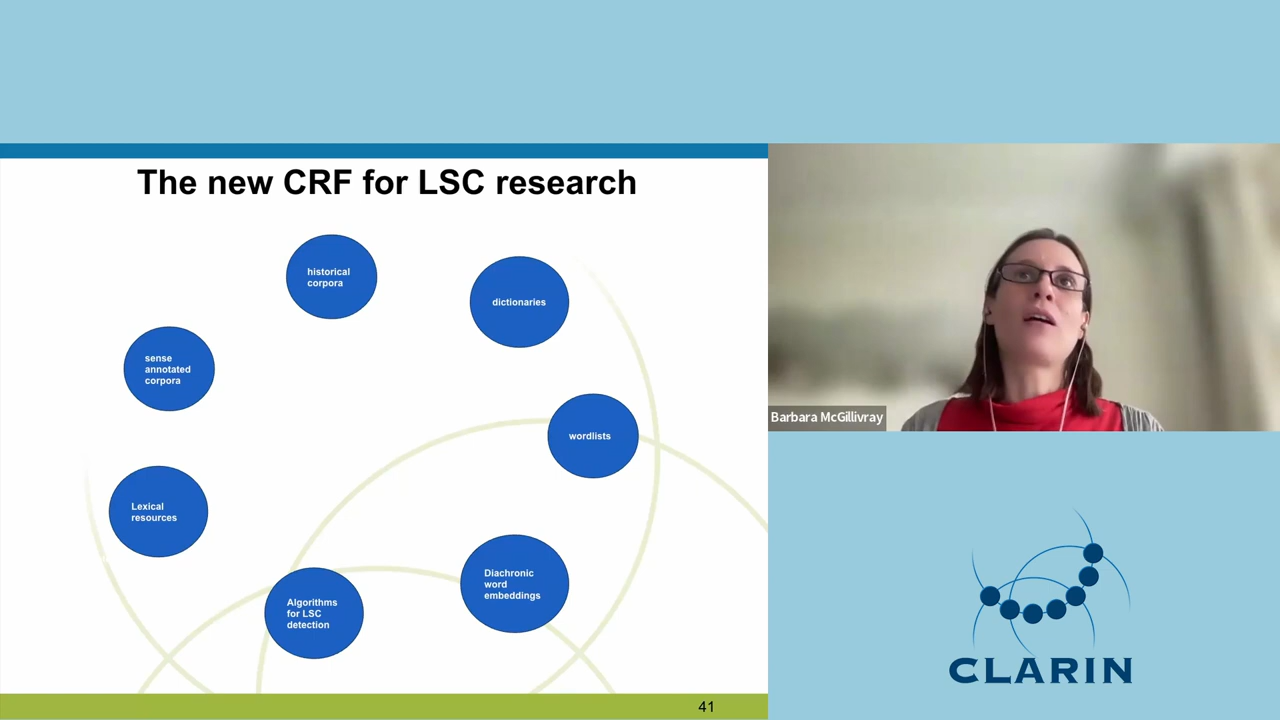 The new CRF for LSC research
historical
corpora
dictionaries
sense
annotated
corpora
wordlists
Lexical
resources
Diachronic
word
embeddings
Algorithms
for LSC
detection
41
Barbara McGillivray
CLARIN